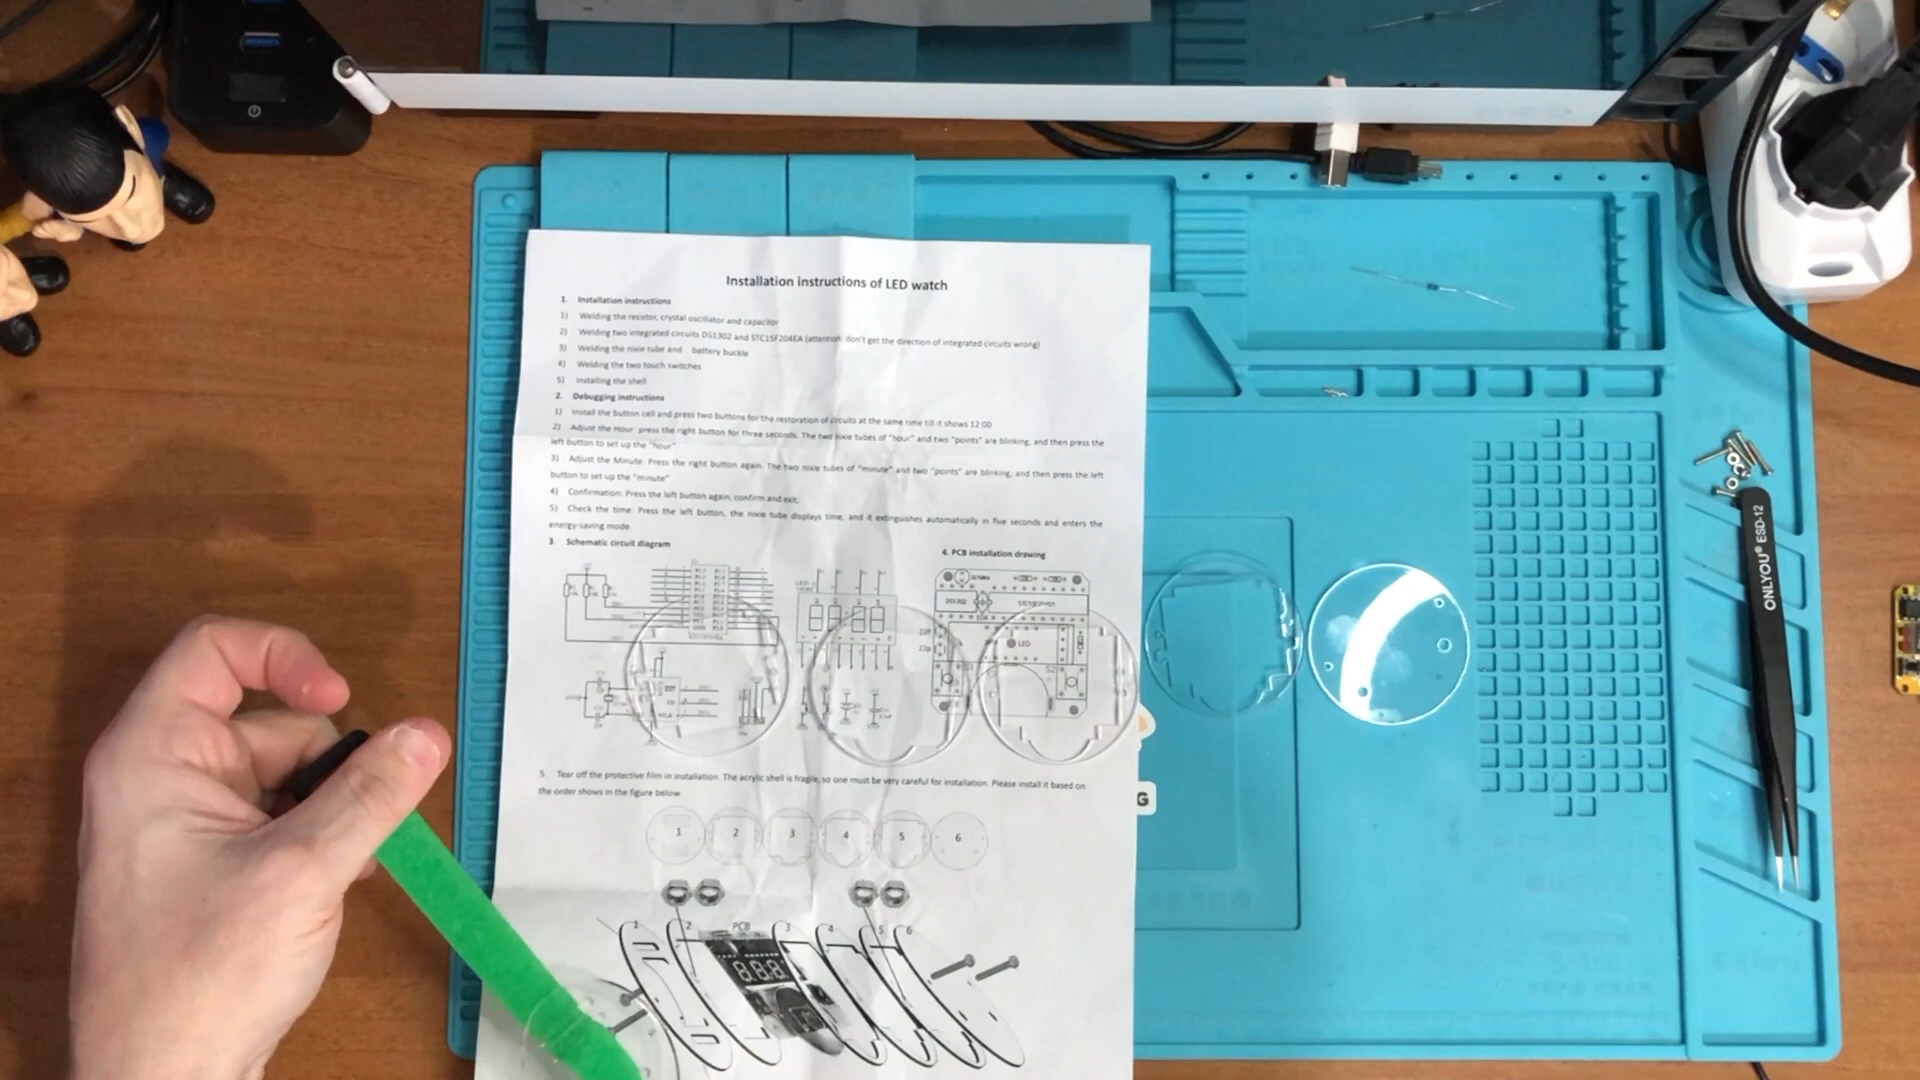 Installation instructions of LED watch
1. Installation instructions
1) Welding the resistor, crystal oscillator and capacitor
2) Welding two integrated circuits DS1302 and STC15F204EA (attention: don't get the direction of integrated circuits wrong)
3) Welding the nixie tube and battery buckle
4) Welding the two touch switches
5) Installing the shell
2. Debugging instructions
1) Install the button cell and press two buttons for the restoration of circuits at the same time till it shows 12:00
2) Adjust the Hour: press the right button for three seconds. The two nixie tubes of "hour" and two "points" are blinking, and then press the
left button to set up the "hour"
3) Adjust the Minute: Press the right button again. The two nixie tubes of "minute" and two "points" are blinking, and then press the left
button to set up the "minute"
4) Confirmation: Press the left button again, confirm and exit;
5) Check the time: Press the left button, the nixie tube displays time, and it extinguishes automatically in five seconds and enters the
energy-saving mode
3. Schematic circuit diagram
4. PCB installation drawing
DS1302
104
LED
S1
S2
5. Tear off the protective film in installation. The acrylic shell is fragile, so one must be very careful for installation. Please install it based on
the order shows in the figure below
1 2 3 4 5 6
1 2 PCB 3 4 5 6
G
ONLYOU® ESD-12